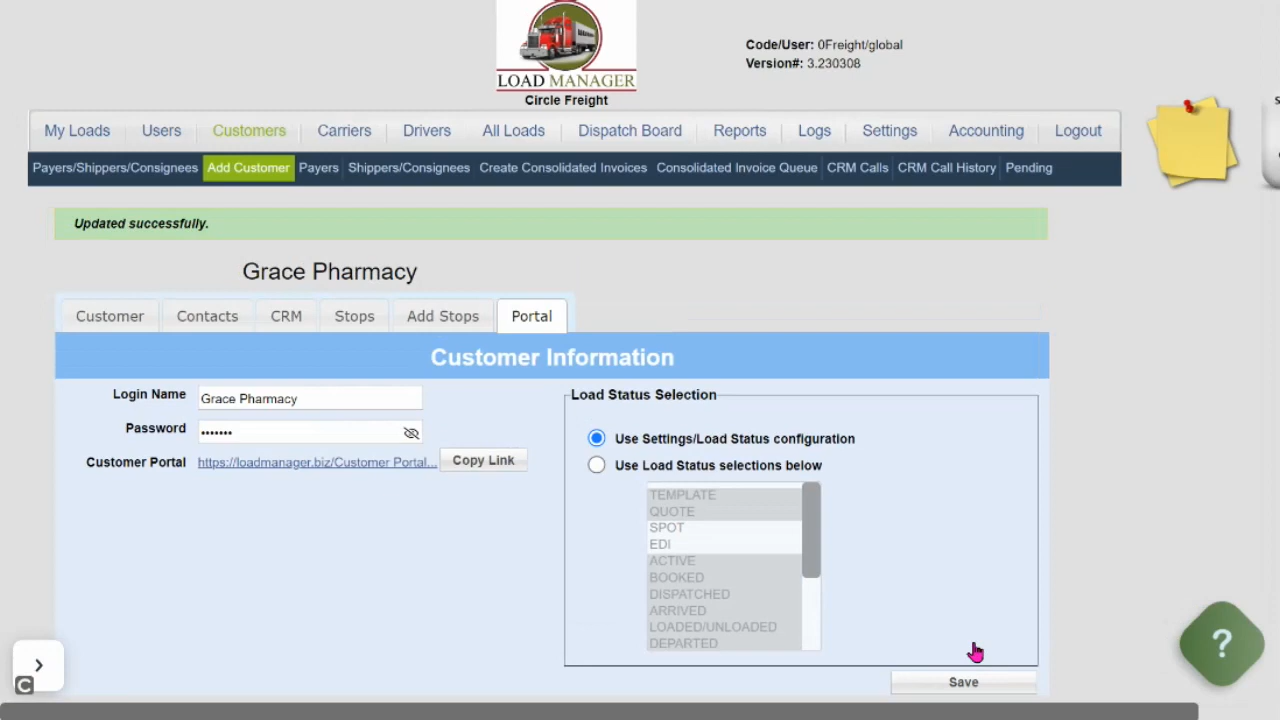 LOAD MANAGER
Circle Freight
Code/User: 0Freight/global
Version#: 3.230308
My Loads Users Customers Carriers Drivers All Loads Dispatch Board Reports Logs Settings Accounting Logout
Payers/Shippers/Consignees Add Customer Payers Shippers/Consignees Create Consolidated Invoices Consolidated Invoice Queue CRM Calls CRM Call History Pending
Updated successfully.
Grace Pharmacy
Customer Contacts CRM Stops Add Stops Portal
Customer Information
Login Name Grace Pharmacy
Password •••••••
Customer Portal https://loadmanager.biz/Customer Portal... Copy Link
Load Status Selection
Use Settings/Load Status configuration
Use Load Status selections below
TEMPLATE
QUOTE
SPOT
EDI
ACTIVE
BOOKED
DISPATCHED
ARRIVED
LOADED/UNLOADED
DEPARTED
Save
?
C